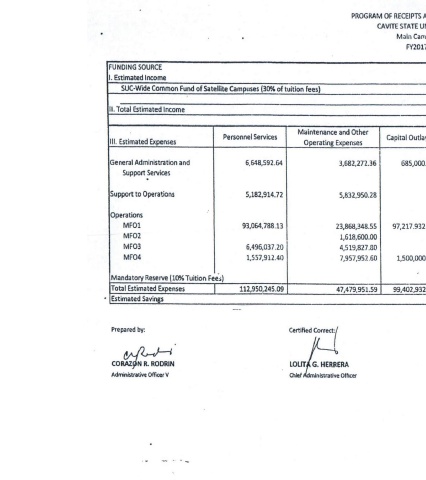 PROGRAM OF RECEIPTS A
CAVITE STATE UN
Main Cam
FY2017
FUNDING SOURCE
I. Estimated Income
SUC-Wide Common Fund of Satellite Campuses (30% of tuition fees)
II. Total Estimated Income
III. Estimated Expenses Personnel Services Maintenance and Other Operating Expenses Capital Outla
General Administration and 6,648,592.64 3,682,272.36 685,000.
Support Services
Support to Operations 5,182,914.72 5,832,950.28
Operations
MFO1 93,064,788.13 23,868,348.55 97,217.932
MFO2 1,618,600.00
MFO3 6,496,037.20 4,519,827.80
MFO4 1,557,912.40 7,957,952.60 1,500,000
Mandatory Reserve (10% Tuition Fees)
Total Estimated Expenses 112,950,245.09 47,479,951.59 99,402,932
Estimated Savings
Prepared by: Certified Correct:
CORAZON R. RODRIN LOLITA G. HERRERA
Administrative Officer V Chief Administrative Officer